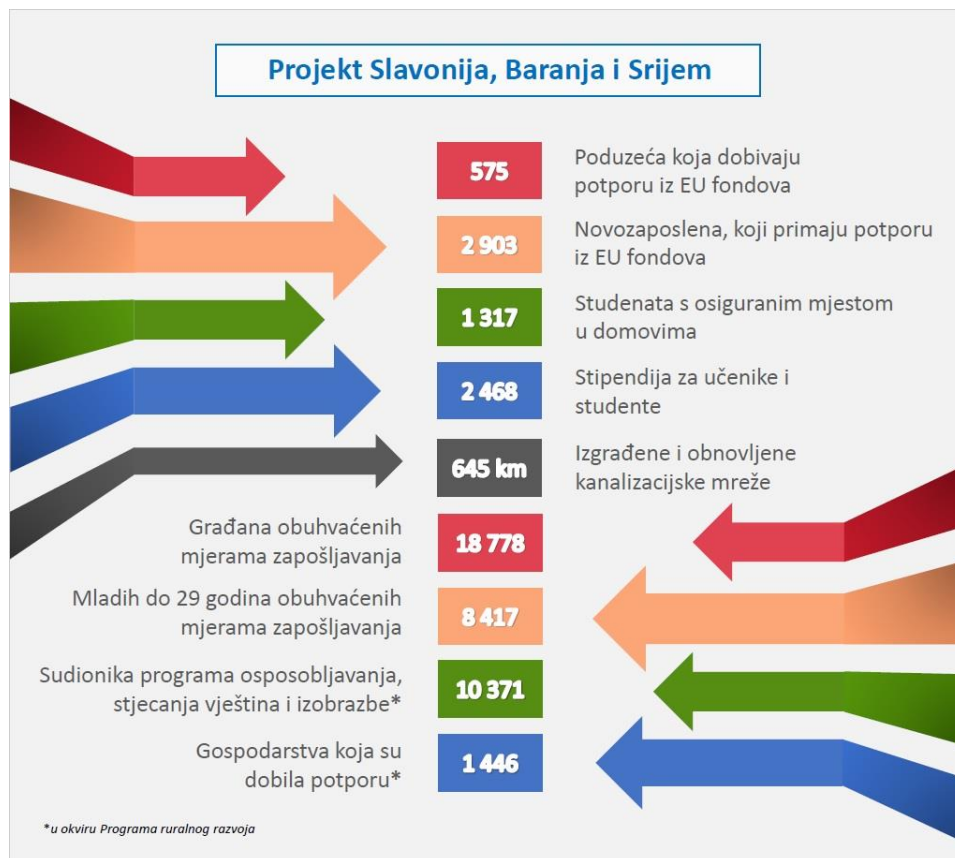 Projekt Slavonija, Baranja i Srijem
575
Poduzeća koja dobivaju
potporu iz EU fondova
2 903
Novozaposlena, koji primaju potporu
iz EU fondova
1 317
Studenata s osiguranim mjestom
u domovima
2 468
Stipendija za učenike i
studente
645 km
Izgrađene i obnovljene
kanalizacijske mreže
Građana obuhvaćenih
mjerama zapošljavanja
18 778
Mladih do 29 godina obuhvaćenih
mjerama zapošljavanja
8 417
Sudionika programa osposobljavanja,
stjecanja vještina i izobrazbe*
10 371
Gospodarstva koja su
dobila potporu*
1 446
*u okviru Programa ruralnog razvoja